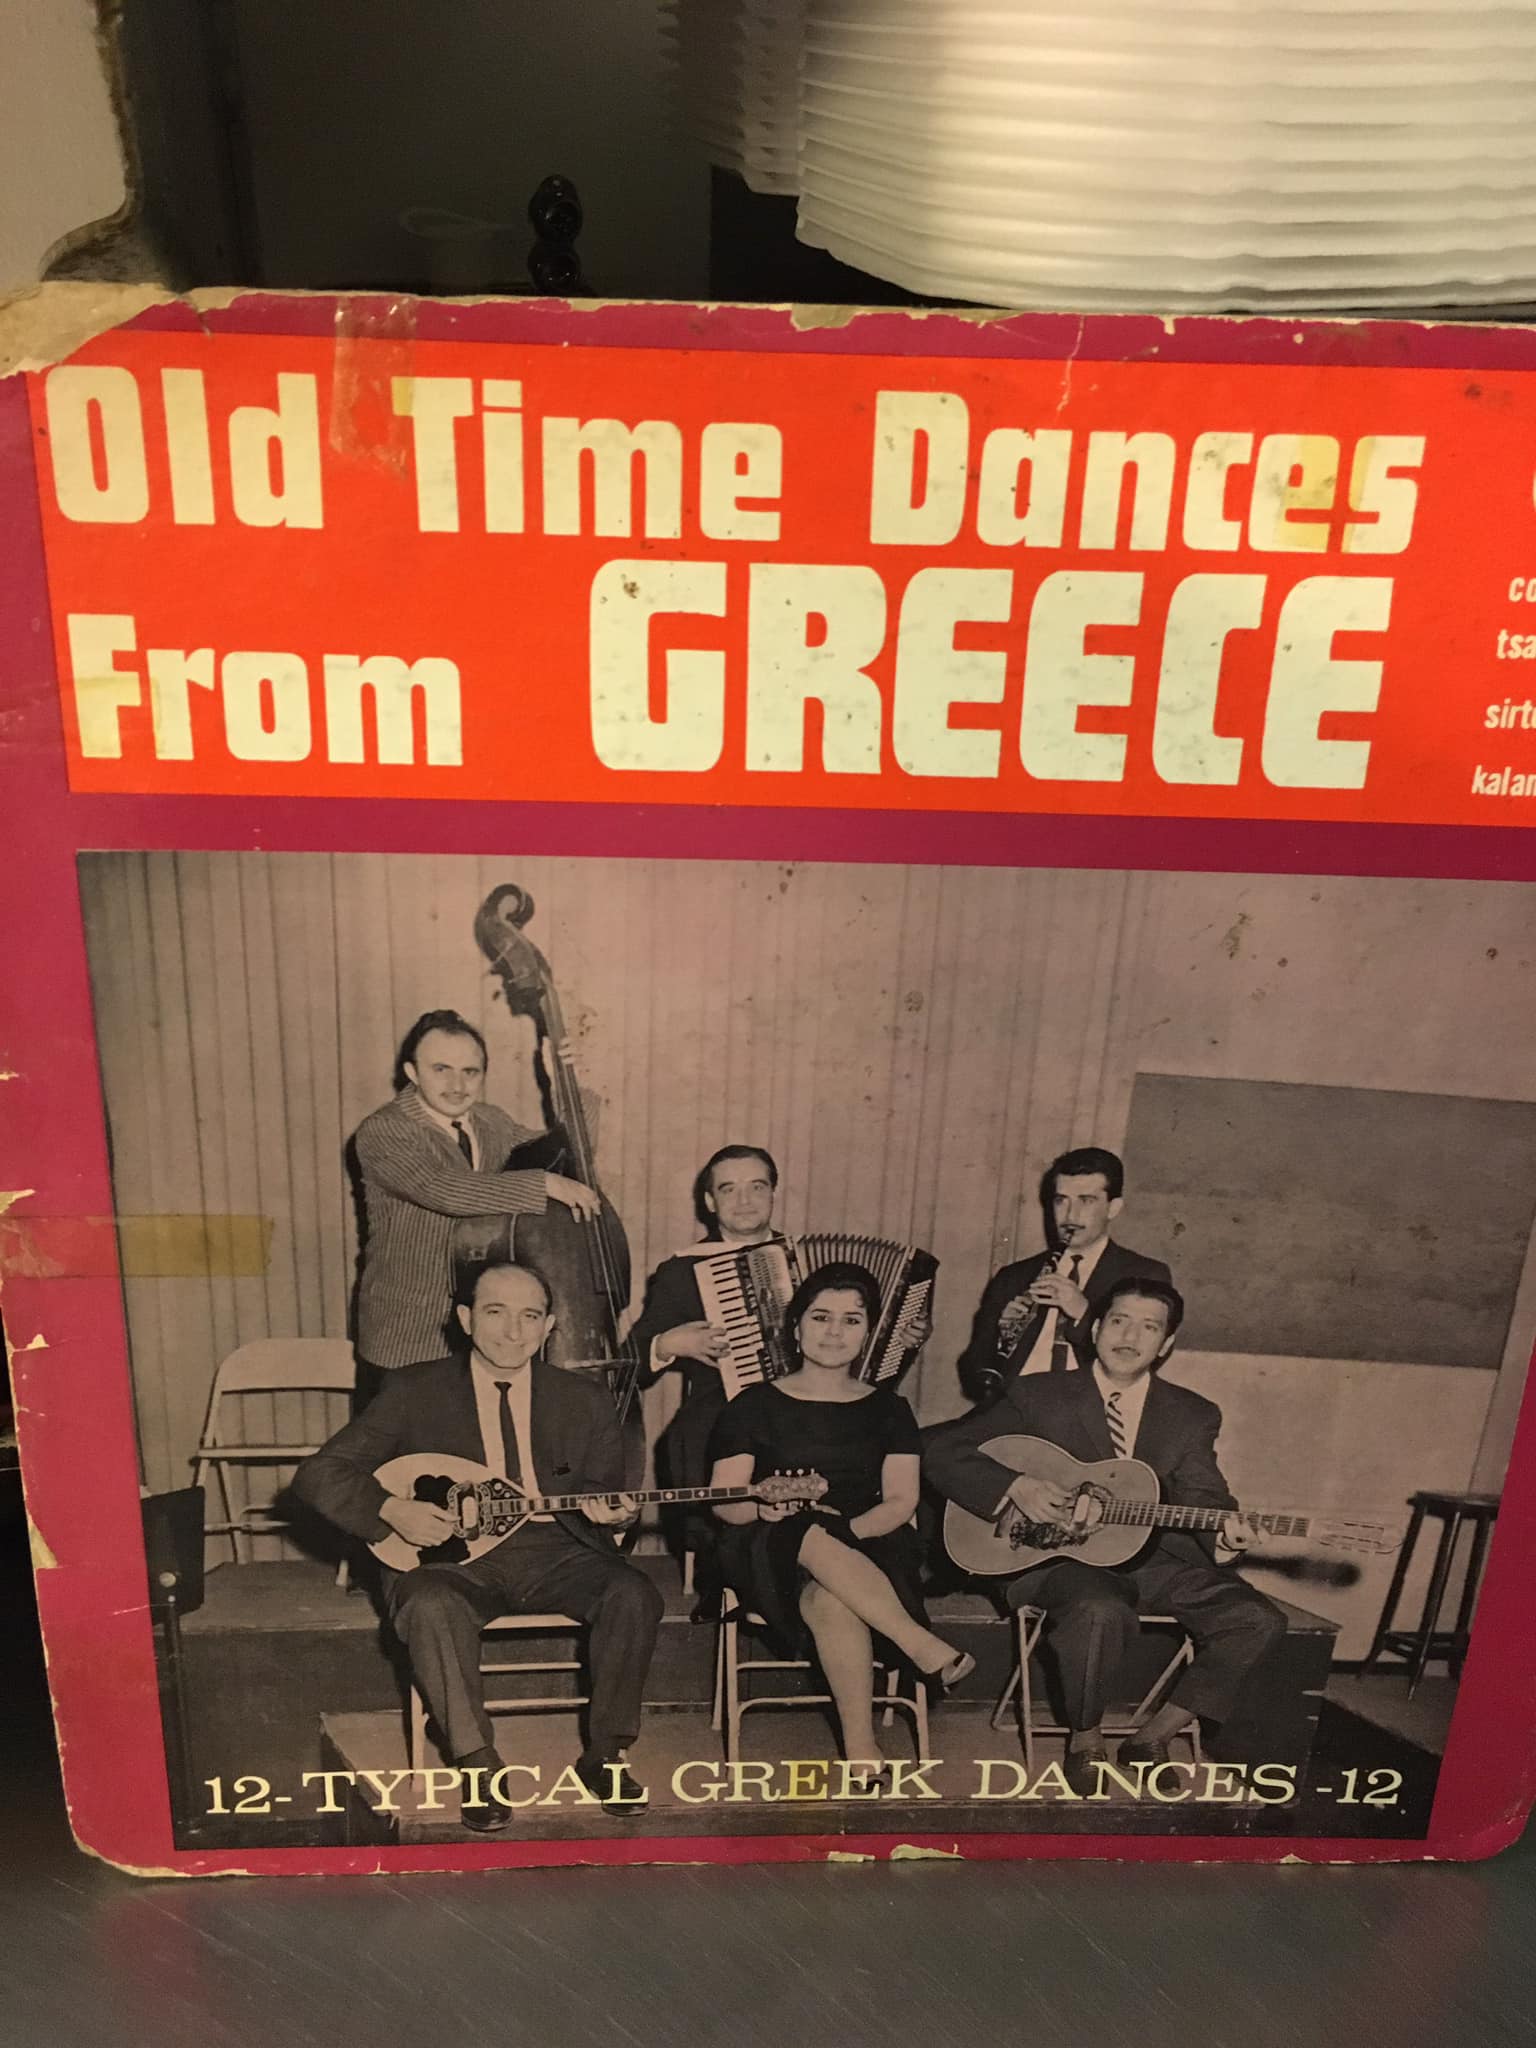 Old Time Dances
From GREECE
12-TYPICAL GREEK DANCES -12